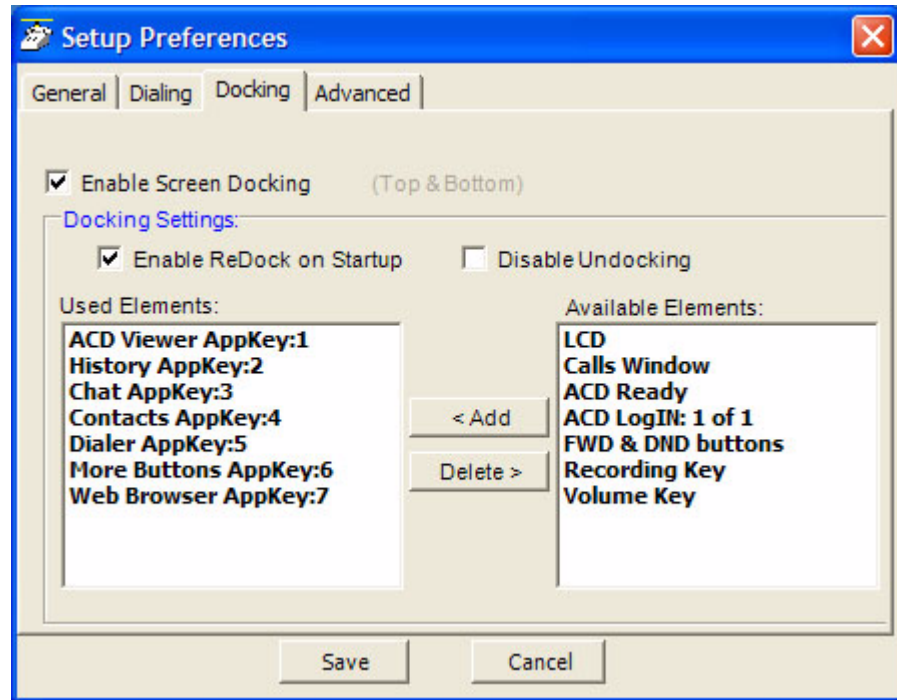 Setup Preferences
General Dialing Docking Advanced
Enable Screen Docking (Top & Bottom)
Docking Settings:
Enable ReDock on Startup Disable Undocking
Used Elements:
ACD Viewer AppKey:1
History AppKey:2
Chat AppKey:3
Contacts AppKey:4
Dialer AppKey:5
More Buttons AppKey:6
Web Browser AppKey:7
< Add
Delete >
Available Elements:
LCD
Calls Window
ACD Ready
ACD LogIN: 1 of 1
FWD & DND buttons
Recording Key
Volume Key
Save Cancel